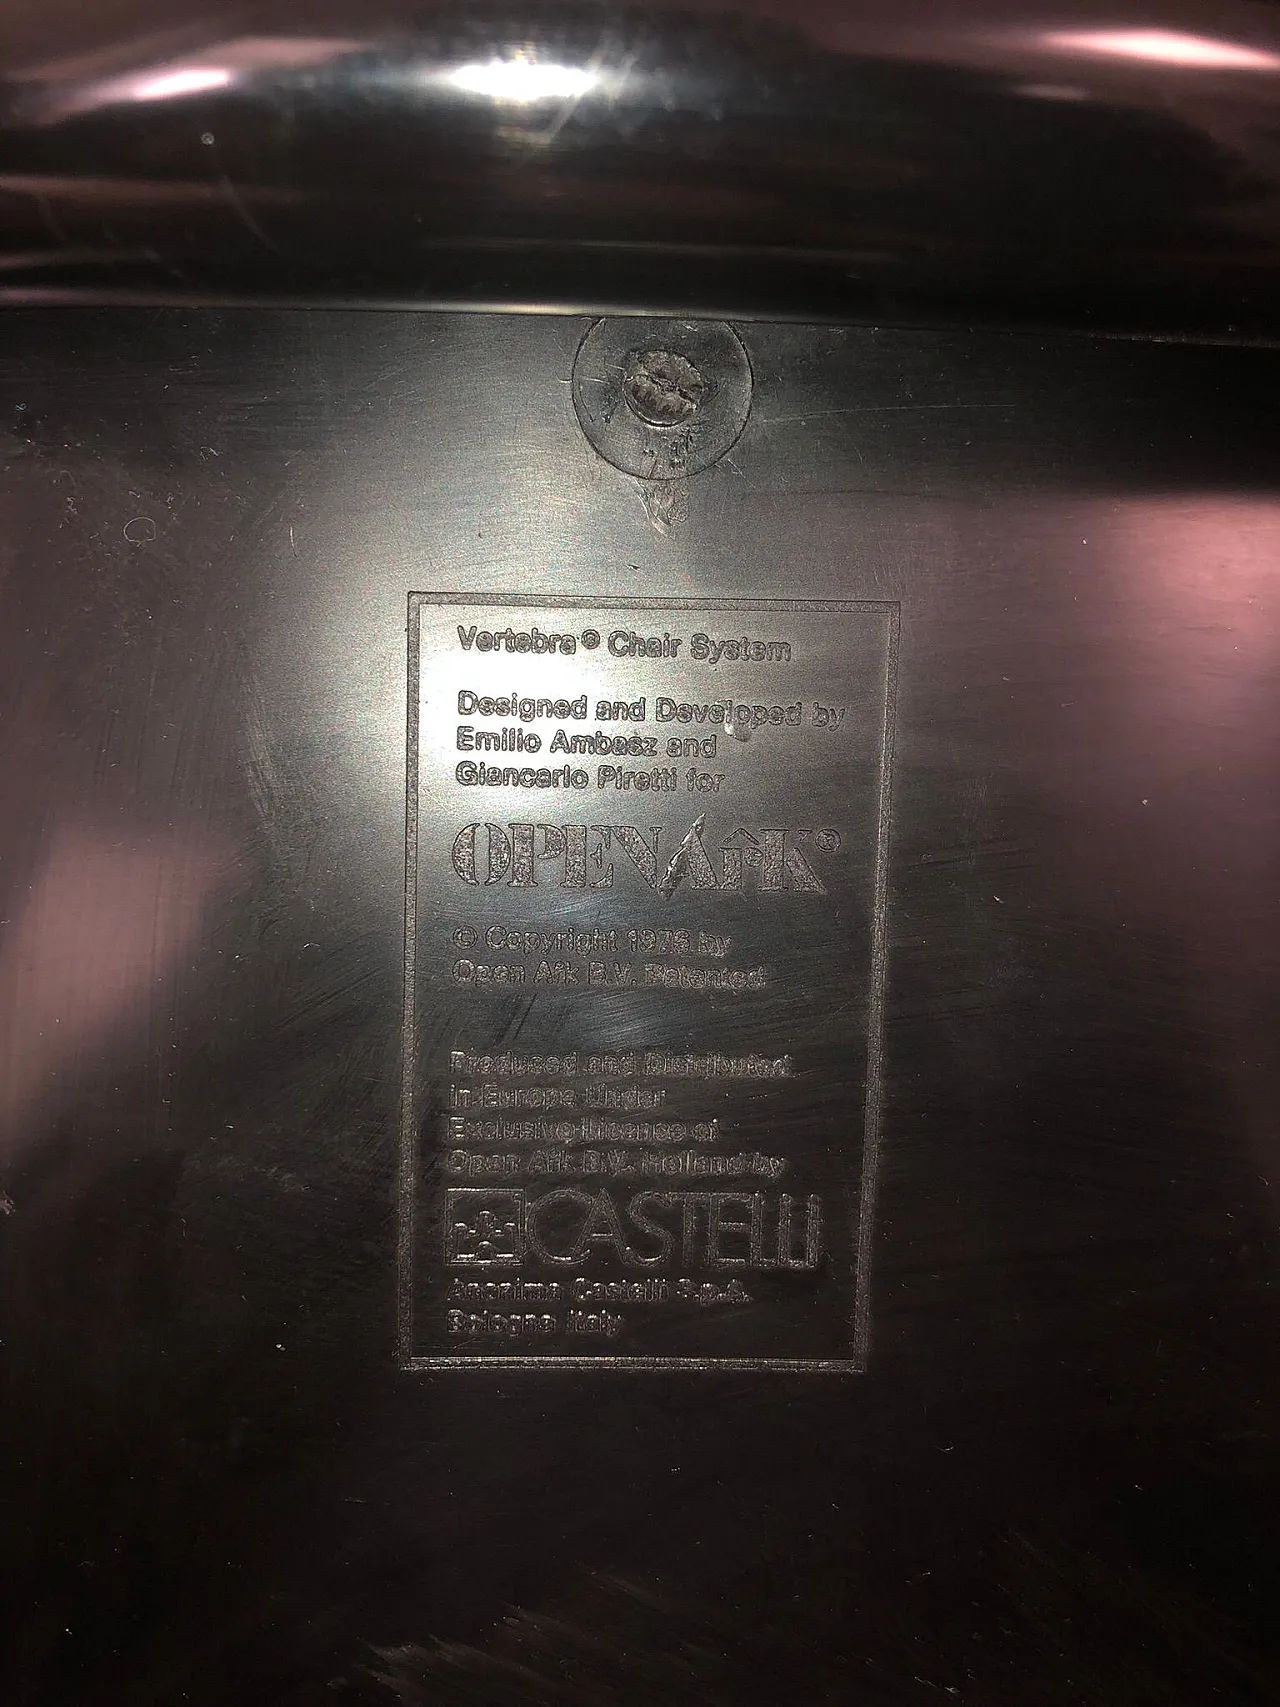 Vertebra® Chair System
Designed and Developed by
Emilio Ambasz and
Giancarlo Piretti for
OPENArK®
© Copyright 1976 by
Open Ark B.V. Patented
Produced and Distributed
in Europe Under
Exclusive License of
Open Ark B.V. Holland by
CASTELLI
Anonima Castelli S.p.A.
Bologna Italy